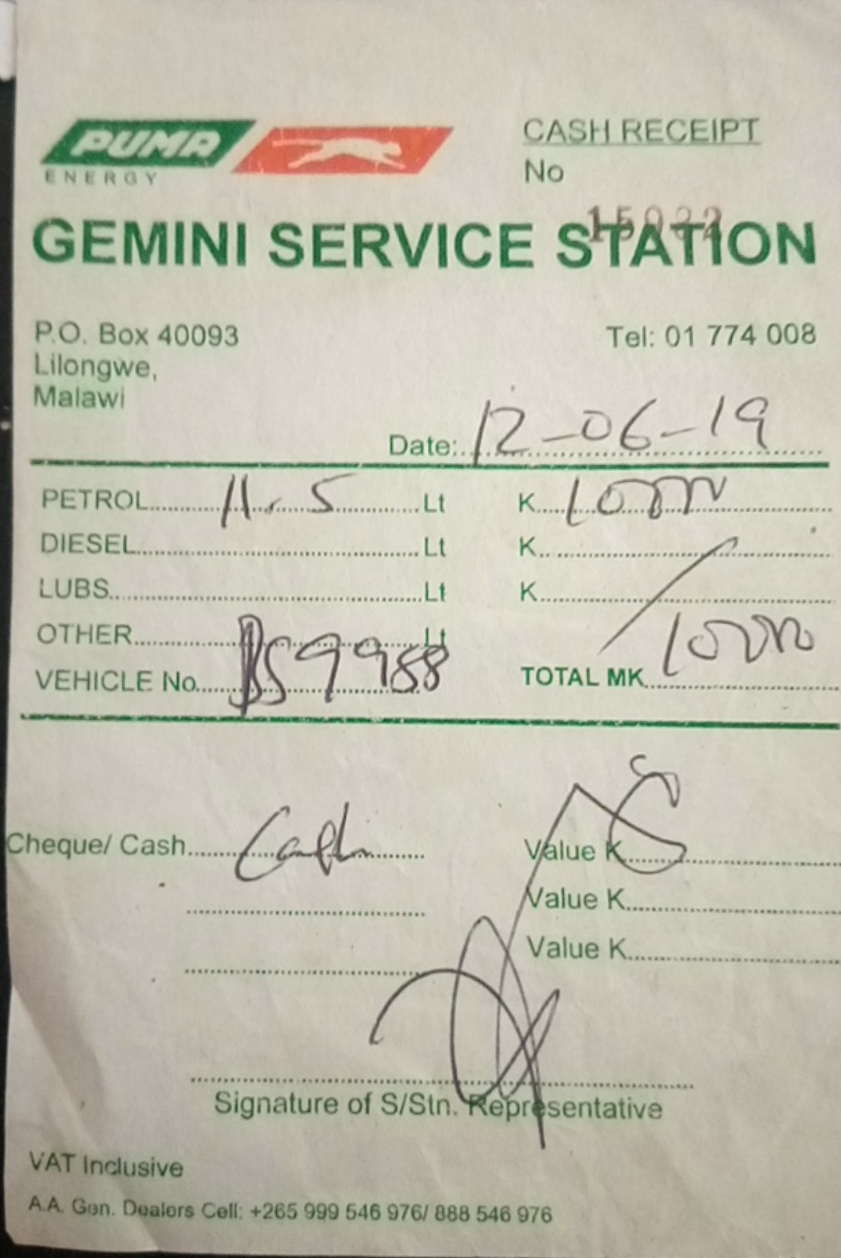 PUMA
ENERGY
CASH RECEIPT
No
GEMINI SERVICE STATION
P.O. Box 40093
Tel: 01 774 008
Lilongwe,
Malawi
Date: 12-06-19
PETROL 11.5 Lt K 10000
DIESEL Lt K
LUBS Lt K
OTHER Lt
VEHICLE No. BS 9988 TOTAL MK 10000
Cheque/ Cash Cash Value K
Value K
Value K
Signature of S/Stn. Representative
VAT Inclusive
A.A. Gen. Dealers Cell: +265 999 546 976/ 888 546 976